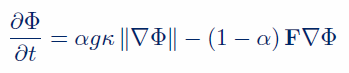 ∂Φ/∂t = αgκ ‖∇Φ‖ − (1 − α) F∇Φ